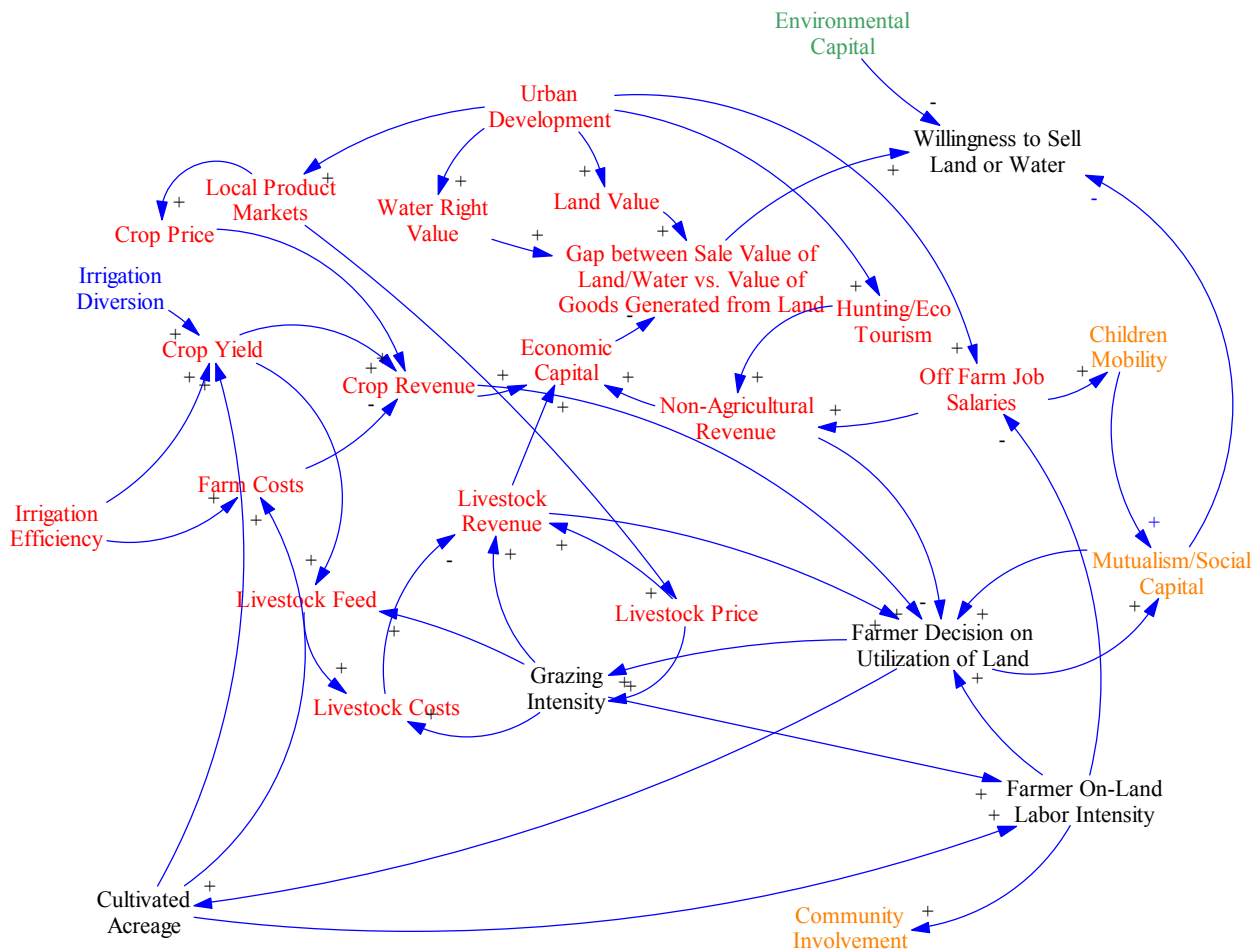 Environmental
Capital
Urban
Development
Willingness to Sell
Land or Water
Local Product
Markets
Water Right
Value
Land Value
Crop Price
Gap between Sale Value of
Land/Water vs. Value of
Goods Generated from Land
Irrigation
Diversion
Hunting/Eco
Tourism
Children
Mobility
Crop Yield
Economic
Capital
Crop Revenue
Off Farm Job
Salaries
Non-Agricultural
Revenue
Farm Costs
Livestock
Revenue
Irrigation
Efficiency
Mutualism/Social
Capital
Livestock Feed
Livestock Price
Farmer Decision on
Utilization of Land
Grazing
Intensity
Livestock Costs
Farmer On-Land
Labor Intensity
Cultivated
Acreage
Community
Involvement